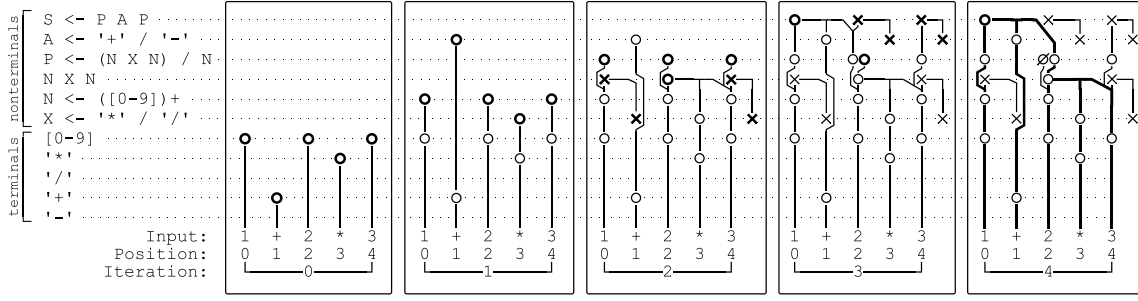 nonterminals
S <- P A P
A <- '+' / '-'
P <- (N X N) / N
N X N
N <- ([0-9])+
X <- '*' / '/'
terminals
[0-9]
'*'
'/'
'+'
'-'
Input: 1 + 2 * 3 1 + 2 * 3 1 + 2 * 3 1 + 2 * 3 1 + 2 * 3
Position: 0 1 2 3 4 0 1 2 3 4 0 1 2 3 4 0 1 2 3 4 0 1 2 3 4
Iteration: 0 1 2 3 4